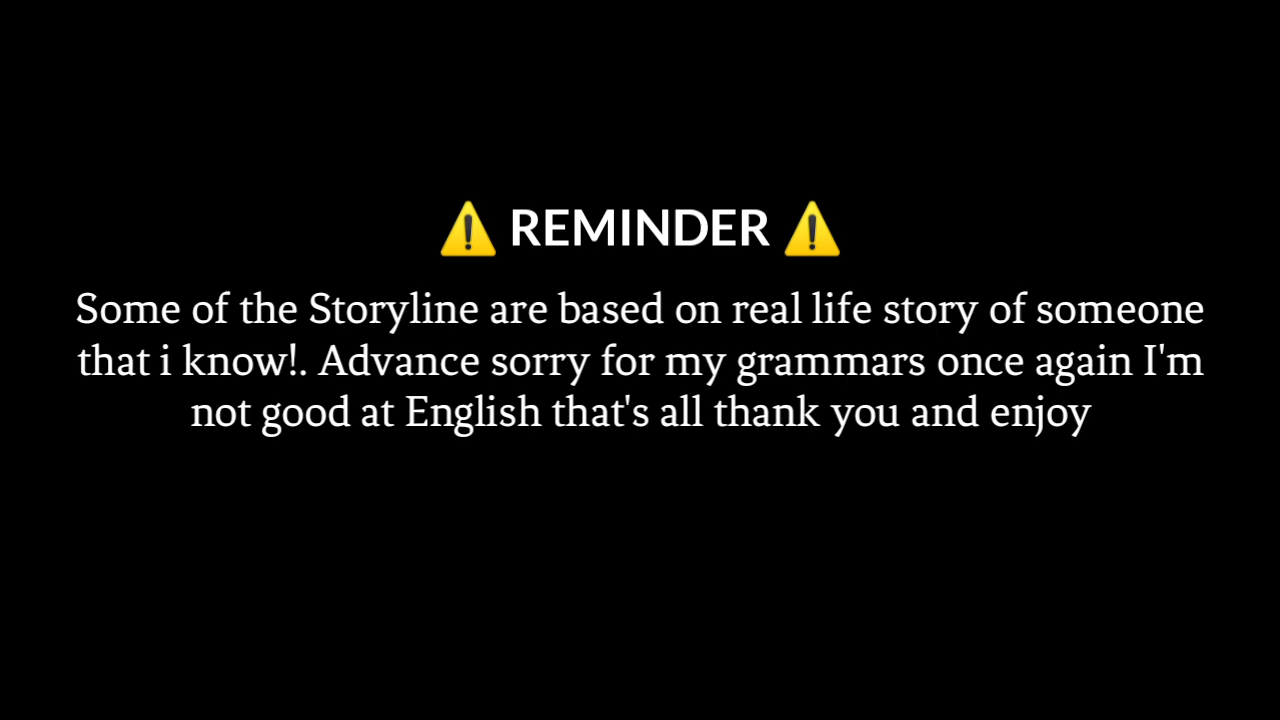 ⚠️ REMINDER ⚠️
Some of the Storyline are based on real life story of someone
that i know!. Advance sorry for my grammars once again I'm
not good at English that's all thank you and enjoy